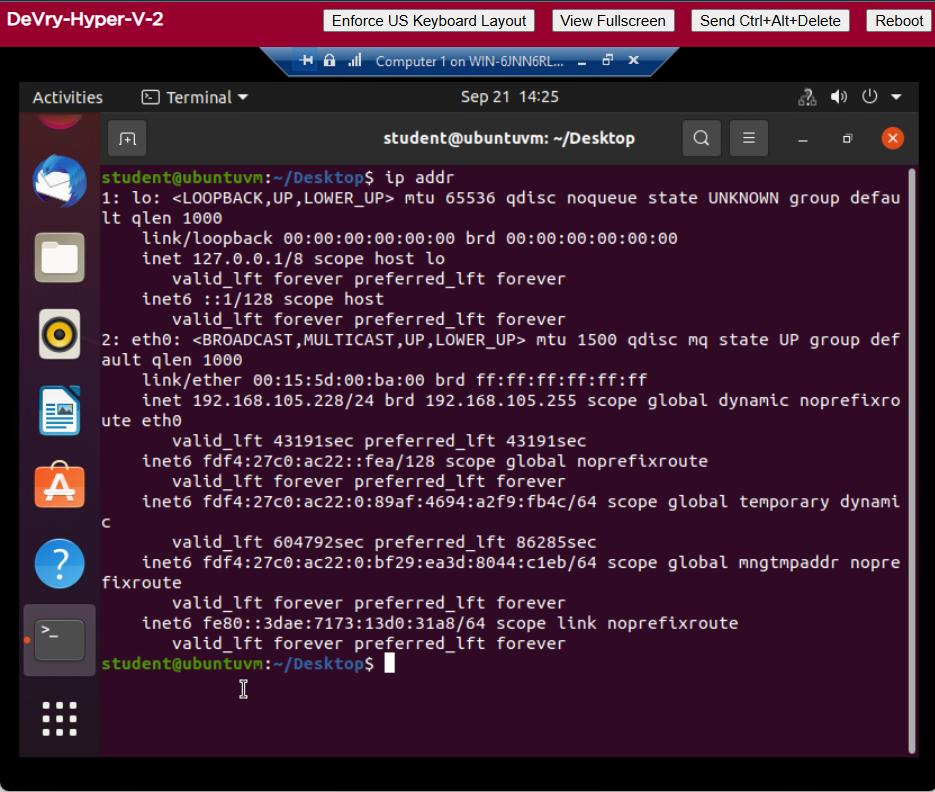 DeVry-Hyper-V-2
Enforce US Keyboard Layout
View Fullscreen
Send Ctrl+Alt+Delete
Reboot
Computer 1 on WIN-6JNN6RL...
Activities
Terminal
Sep 21 14:25
student@ubuntuvm: ~/Desktop
student@ubuntuvm:~/Desktop$ ip addr
1: lo: <LOOPBACK,UP,LOWER_UP> mtu 65536 qdisc noqueue state UNKNOWN group defau
lt qlen 1000
link/loopback 00:00:00:00:00:00 brd 00:00:00:00:00:00
inet 127.0.0.1/8 scope host lo
valid_lft forever preferred_lft forever
inet6 ::1/128 scope host
valid_lft forever preferred_lft forever
2: eth0: <BROADCAST,MULTICAST,UP,LOWER_UP> mtu 1500 qdisc mq state UP group def
ault qlen 1000
link/ether 00:15:5d:00:ba:00 brd ff:ff:ff:ff:ff:ff
inet 192.168.105.228/24 brd 192.168.105.255 scope global dynamic noprefixro
ute eth0
valid_lft 43191sec preferred_lft 43191sec
inet6 fdf4:27c0:ac22::fea/128 scope global noprefixroute
valid_lft forever preferred_lft forever
inet6 fdf4:27c0:ac22:0:89af:4694:a2f9:fb4c/64 scope global temporary dynami
c
valid_lft 604792sec preferred_lft 86285sec
inet6 fdf4:27c0:ac22:0:bf29:ea3d:8044:c1eb/64 scope global mngtmpaddr nopre
fixroute
valid_lft forever preferred_lft forever
inet6 fe80::3dae:7173:13d0:31a8/64 scope link noprefixroute
valid_lft forever preferred_lft forever
student@ubuntuvm:~/Desktop$